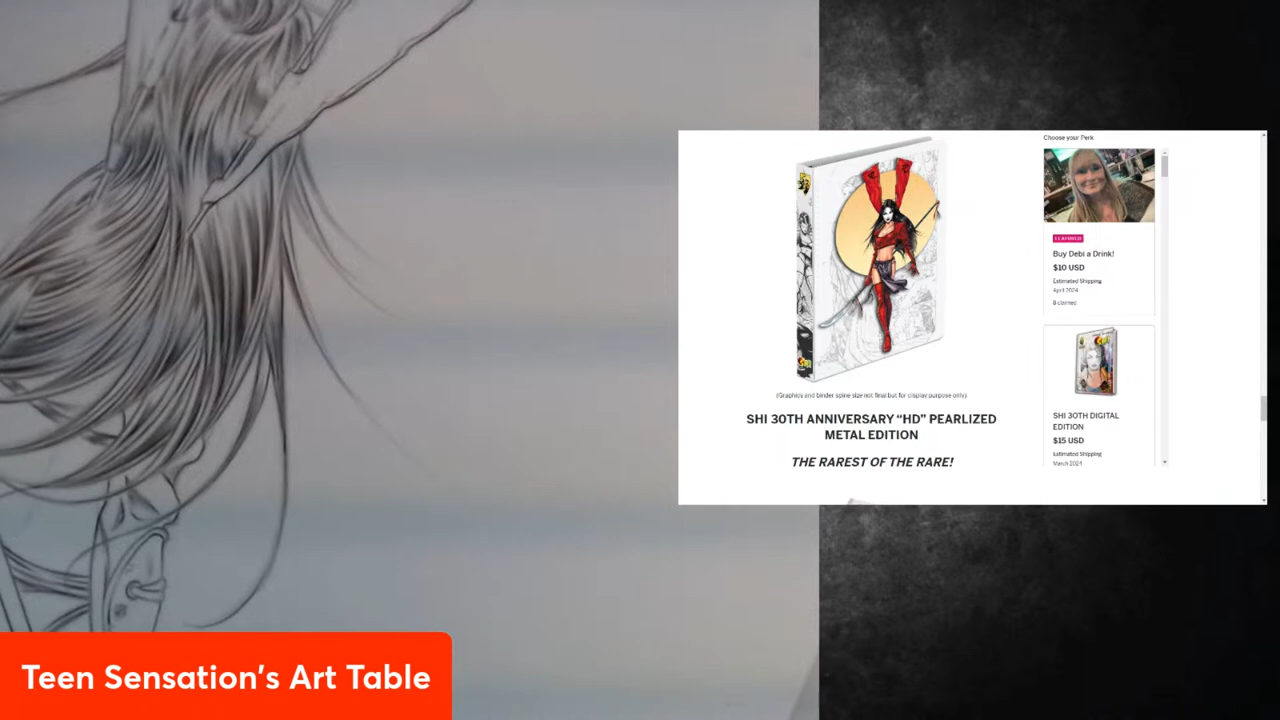 Choose your Perk
(Graphics and binder spine size not final but for display purpose only)
SHI 30TH ANNIVERSARY “HD” PEARLIZED
METAL EDITION
THE RAREST OF THE RARE!
FEATURED
Buy Debi a Drink!
$10 USD
Estimated Shipping
April 2024
8 claimed
SHI 30TH DIGITAL
EDITION
$15 USD
Estimated Shipping
March 2024
Teen Sensation’s Art Table